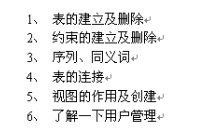 1、 表的建立及删除
2、 约束的建立及删除
3、 序列、同义词
4、 表的连接
5、 视图的作用及创建
6、 了解一下用户管理